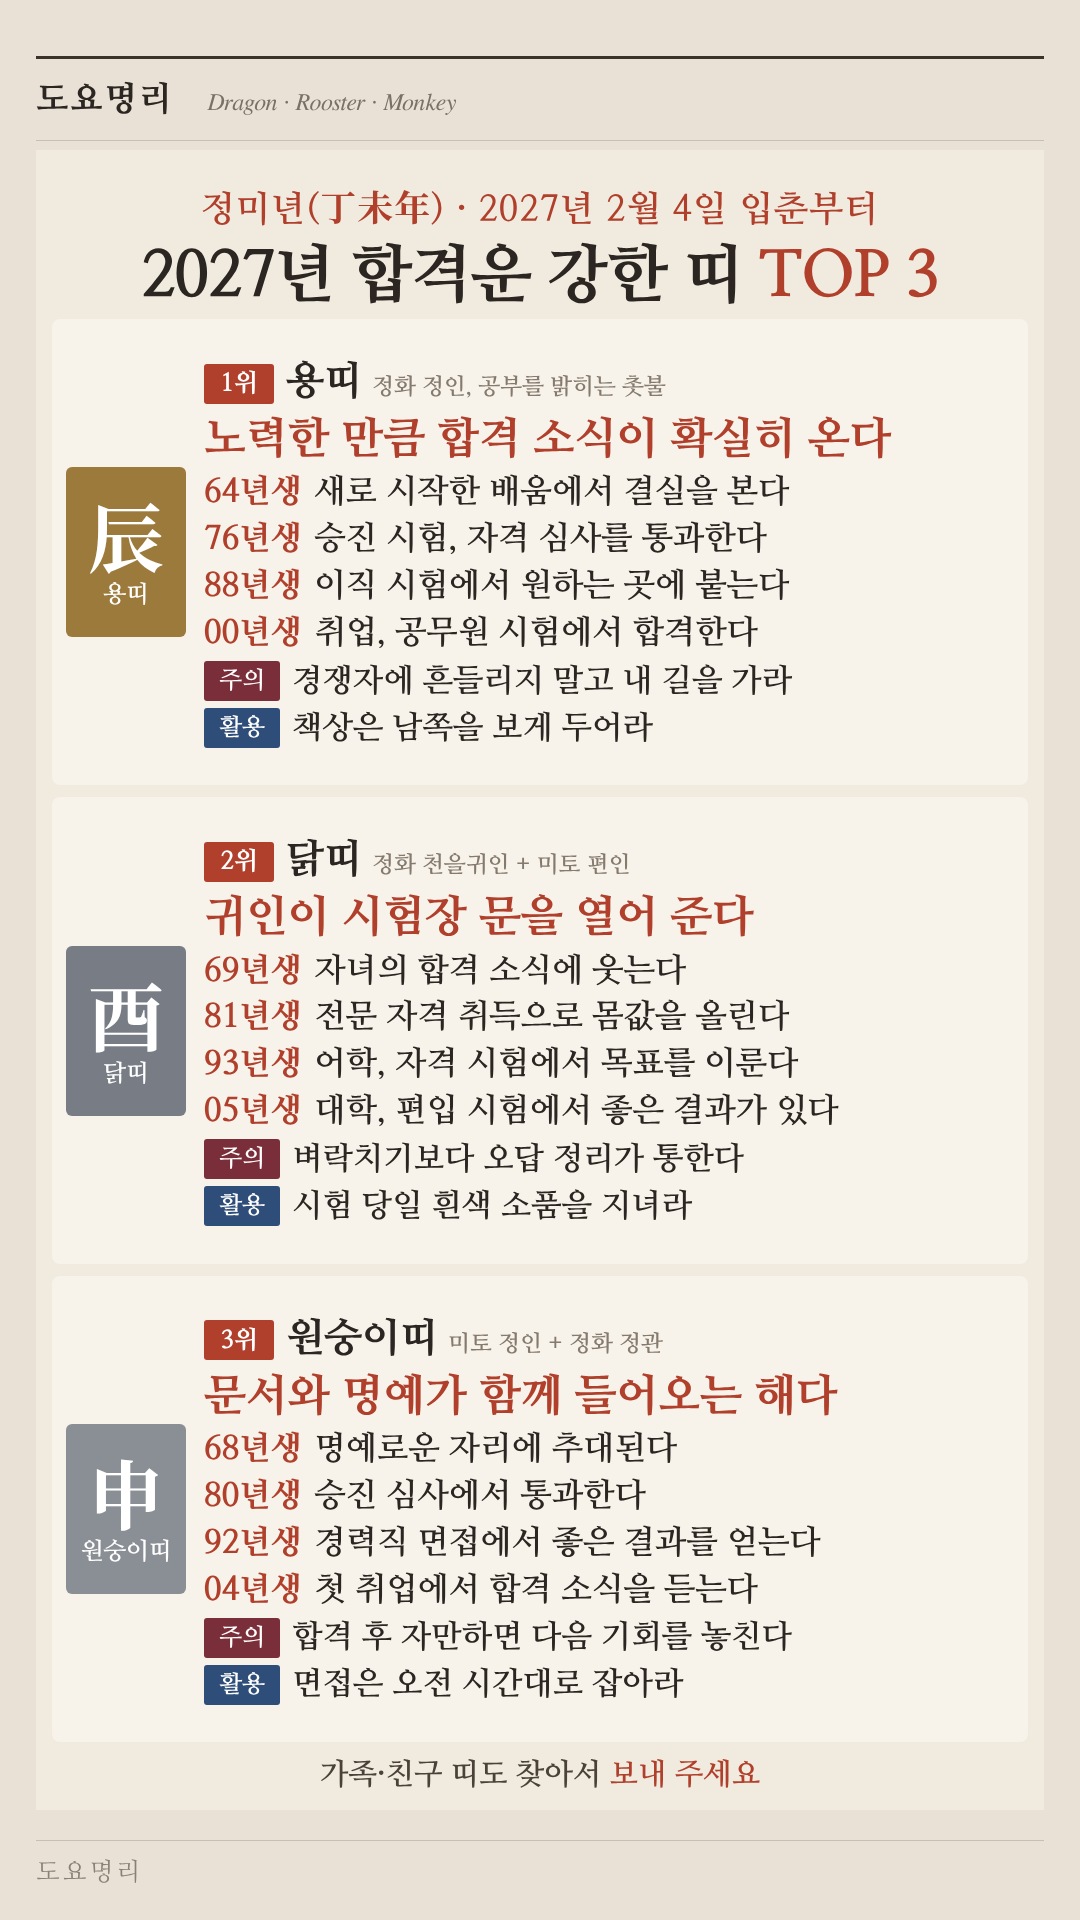 도요명리 Dragon · Rooster · Monkey
정미년(丁未年) · 2027년 2월 4일 입춘부터
2027년 합격운 강한 띠 TOP 3
辰
용띠
1위 용띠 정화 정인, 공부를 밝히는 촛불
노력한 만큼 합격 소식이 확실히 온다
64년생 새로 시작한 배움에서 결실을 본다
76년생 승진 시험, 자격 심사를 통과한다
88년생 이직 시험에서 원하는 곳에 붙는다
00년생 취업, 공무원 시험에서 합격한다
주의 경쟁자에 흔들리지 말고 내 길을 가라
활용 책상은 남쪽을 보게 두어라
酉
닭띠
2위 닭띠 정화 천을귀인 + 미토 편인
귀인이 시험장 문을 열어 준다
69년생 자녀의 합격 소식에 웃는다
81년생 전문 자격 취득으로 몸값을 올린다
93년생 어학, 자격 시험에서 목표를 이룬다
05년생 대학, 편입 시험에서 좋은 결과가 있다
주의 벼락치기보다 오답 정리가 통한다
활용 시험 당일 흰색 소품을 지녀라
申
원숭이띠
3위 원숭이띠 미토 정인 + 정화 정관
문서와 명예가 함께 들어오는 해다
68년생 명예로운 자리에 추대된다
80년생 승진 심사에서 통과한다
92년생 경력직 면접에서 좋은 결과를 얻는다
04년생 첫 취업에서 합격 소식을 듣는다
주의 합격 후 자만하면 다음 기회를 놓친다
활용 면접은 오전 시간대로 잡아라
가족·친구 띠도 찾아서 보내 주세요
도요명리